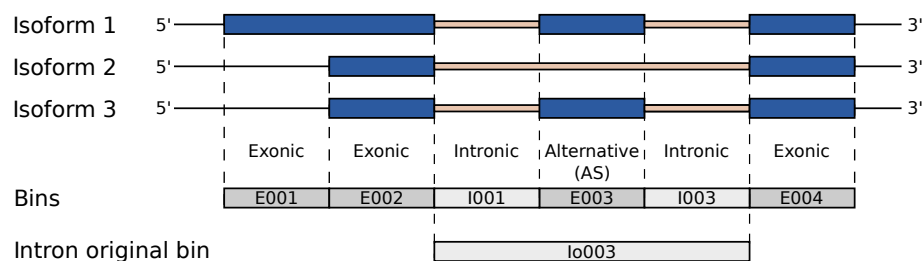 Isoform 1 5' 3'
Isoform 2 5' 3'
Isoform 3 5' 3'
Exonic Exonic Intronic Alternative (AS) Intronic Exonic
Bins E001 E002 I001 E003 I003 E004
Intron original bin Io003